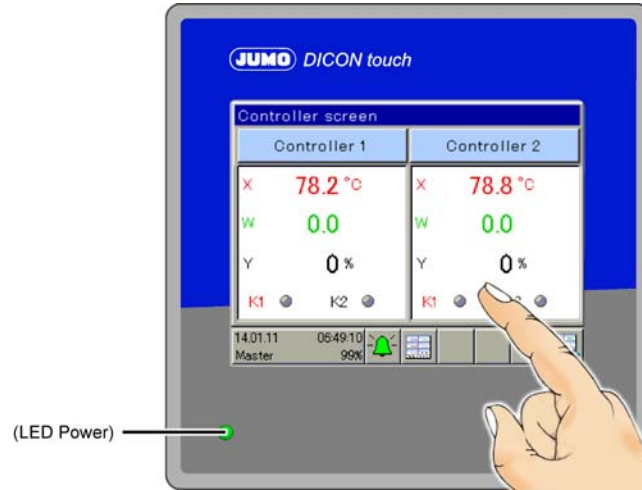 JUMO DICON touch
Controller screen
Controller 1 Controller 2
X 78.2 °C X 78.8 °C
W 0.0 W 0.0
Y 0 % Y 0 %
K1 K2 K1
14.01.11 06:49:10
Master 99%
(LED Power)